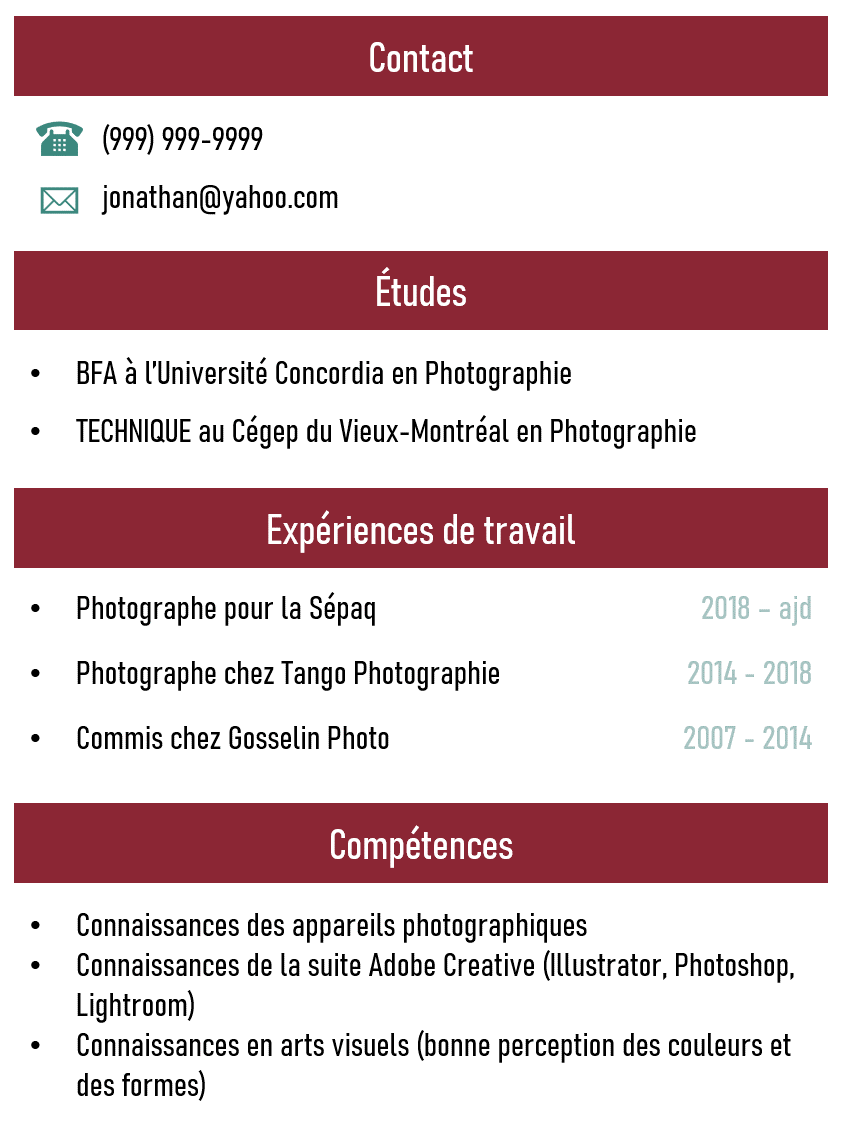 Contact
(999) 999-9999
jonathan@yahoo.com
Études
• BFA à l'Université Concordia en Photographie
• TECHNIQUE au Cégep du Vieux-Montréal en Photographie
Expériences de travail
• Photographe pour la Sépaq 2018 – ajd
• Photographe chez Tango Photographie 2014 - 2018
• Commis chez Gosselin Photo 2007 - 2014
Compétences
• Connaissances des appareils photographiques
• Connaissances de la suite Adobe Creative (Illustrator, Photoshop,
Lightroom)
• Connaissances en arts visuels (bonne perception des couleurs et
des formes)